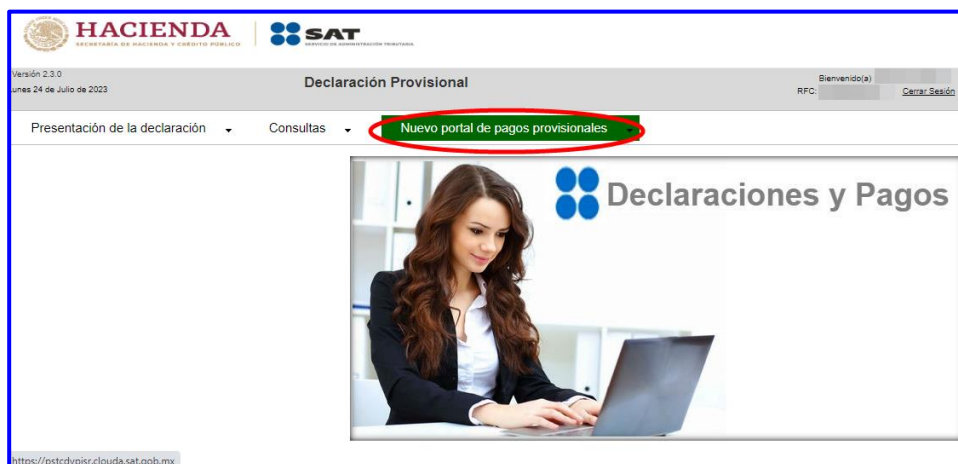 HACIENDA
SECRETARÍA DE HACIENDA Y CRÉDITO PÚBLICO
SAT
SERVICIO DE ADMINISTRACIÓN TRIBUTARIA
Versión 2.3.0
Lunes 24 de Julio de 2023
Declaración Provisional
Bienvenido(a)
RFC:
Cerrar Sesión
Presentación de la declaración
Consultas
Nuevo portal de pagos provisionales
Declaraciones y Pagos
https://pstcdypisr.clouda.sat.gob.mx